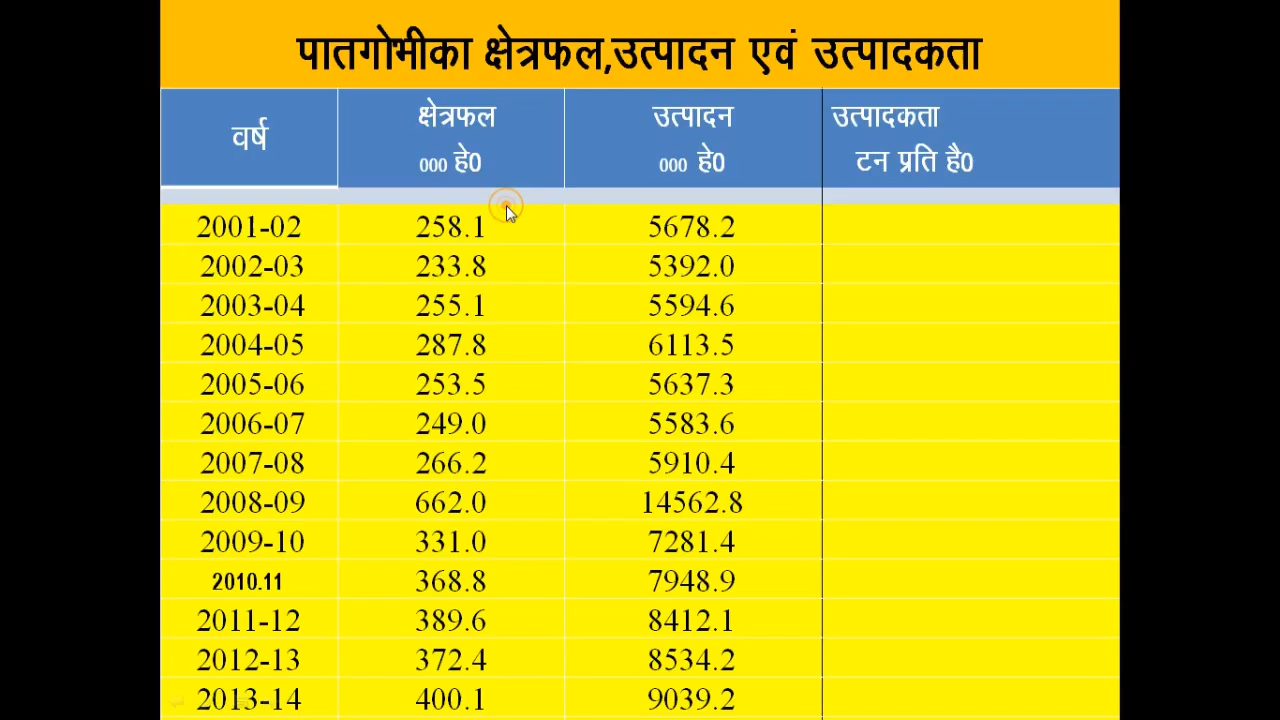 पातगोभीका क्षेत्रफल,उत्पादन एवं उत्पादकता
वर्ष क्षेत्रफल 000 हे0 उत्पादन 000 हे0 उत्पादकता टन प्रति है0
2001-02 258.1 5678.2
2002-03 233.8 5392.0
2003-04 255.1 5594.6
2004-05 287.8 6113.5
2005-06 253.5 5637.3
2006-07 249.0 5583.6
2007-08 266.2 5910.4
2008-09 662.0 14562.8
2009-10 331.0 7281.4
2010.11 368.8 7948.9
2011-12 389.6 8412.1
2012-13 372.4 8534.2
2013-14 400.1 9039.2